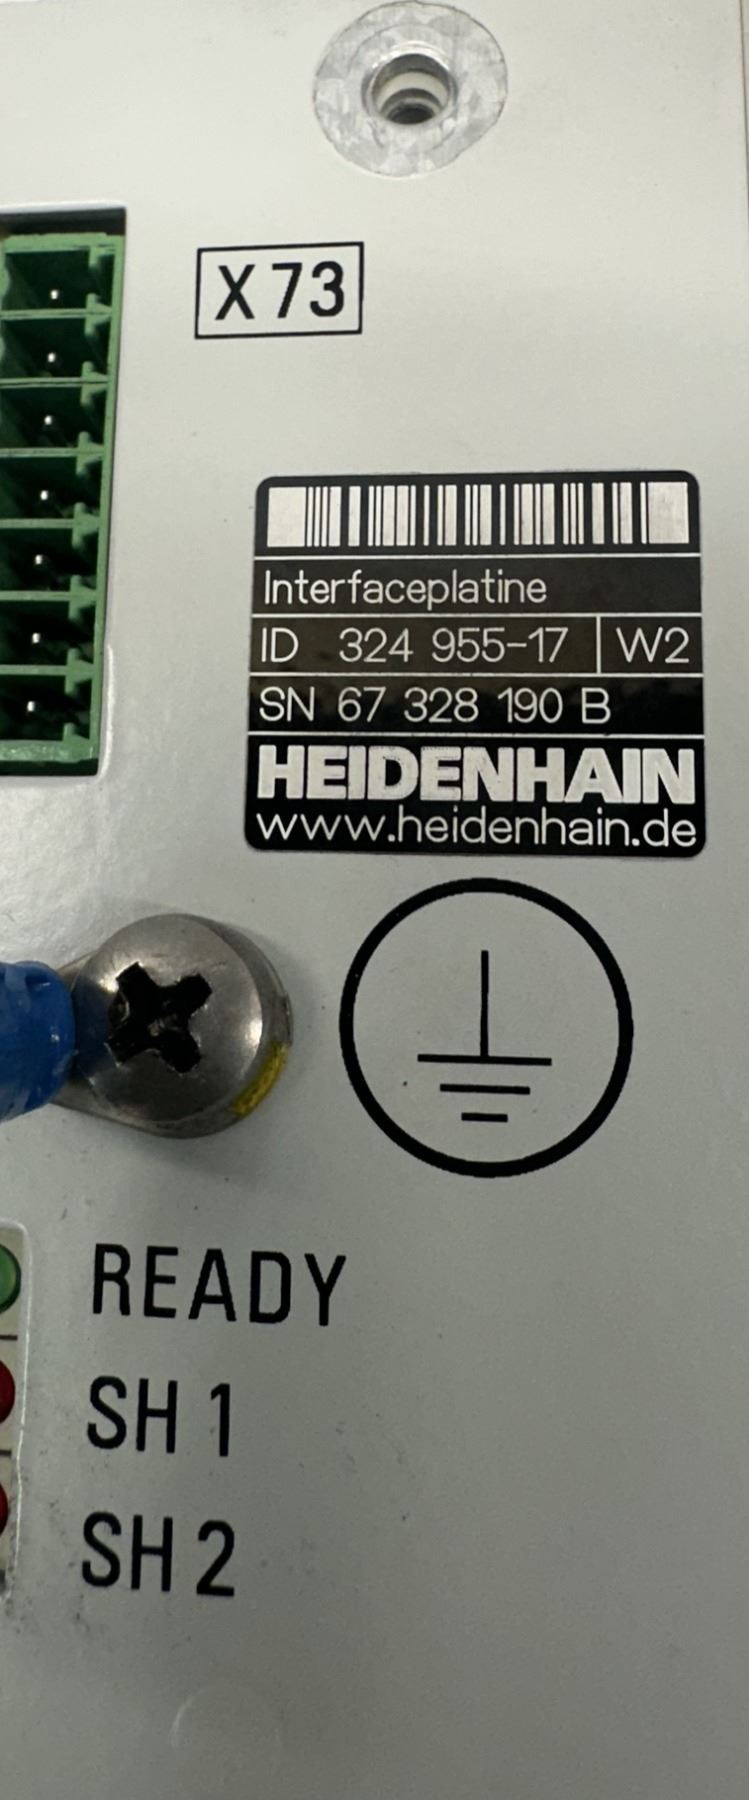 X73
Interfaceplatine
ID 324 955-17 W2
SN 67 328 190 B
HEIDENHAIN
www.heidenhain.de
READY
SH 1
SH 2